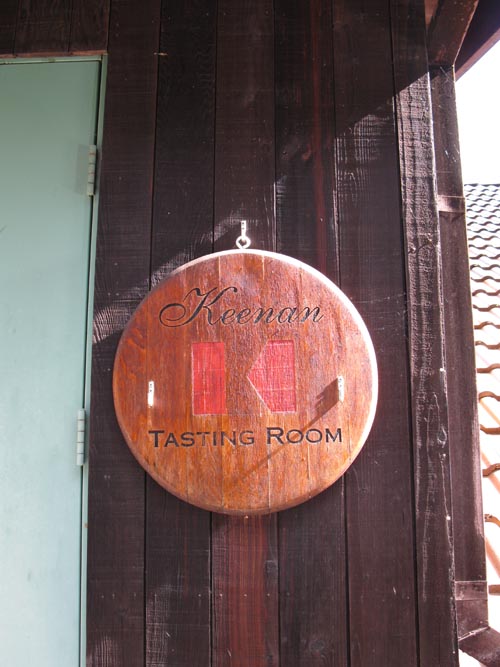 Keenan
K
Tasting Room